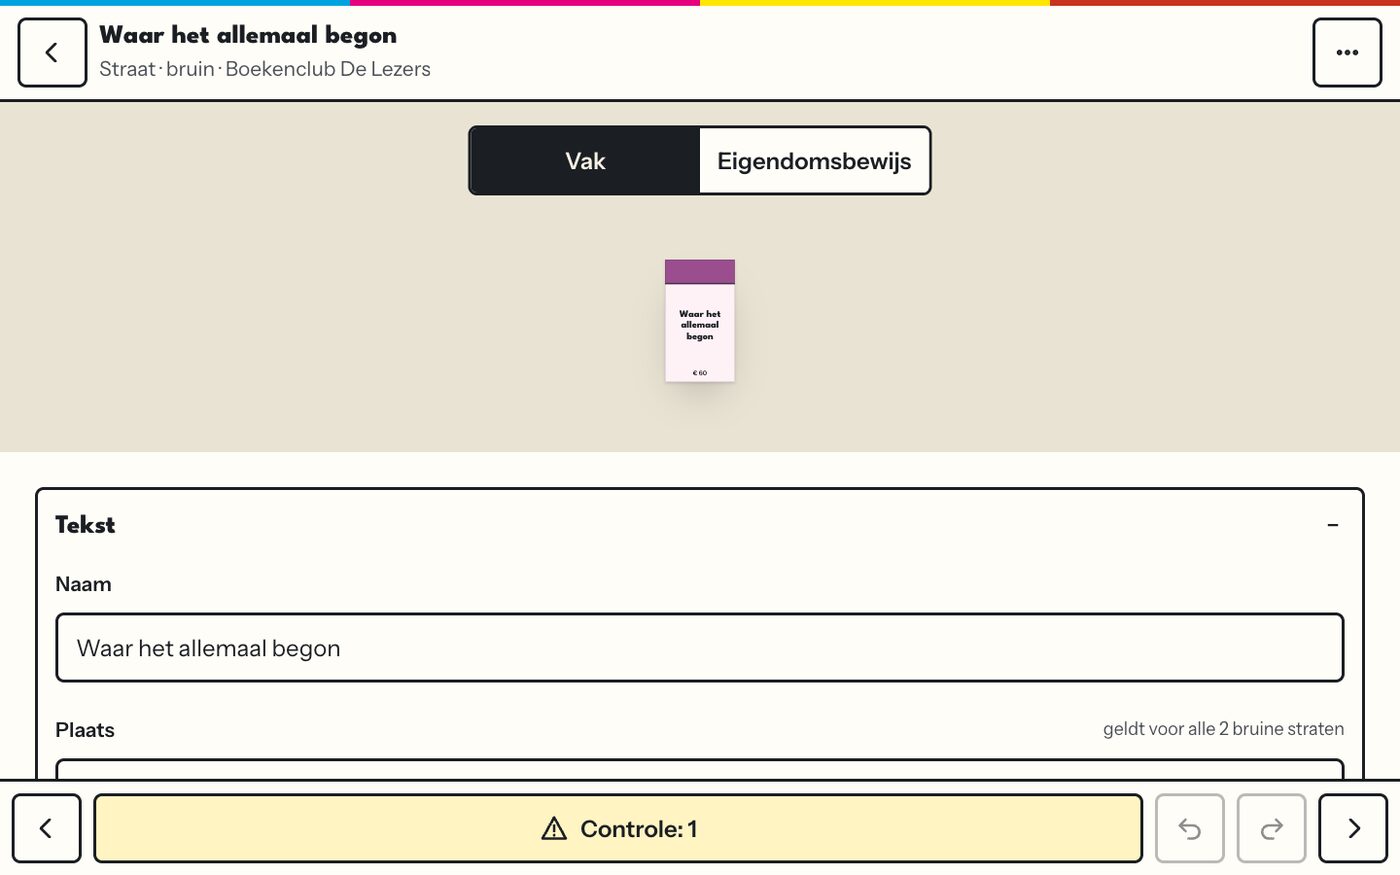 Waar het allemaal begon
Straat · bruin · Boekenclub De Lezers
Vak
Eigendomsbewijs
Waar het
allemaal
begon
€ 60
Tekst
Naam
Waar het allemaal begon
Plaats
geldt voor alle 2 bruine straten
Controle: 1